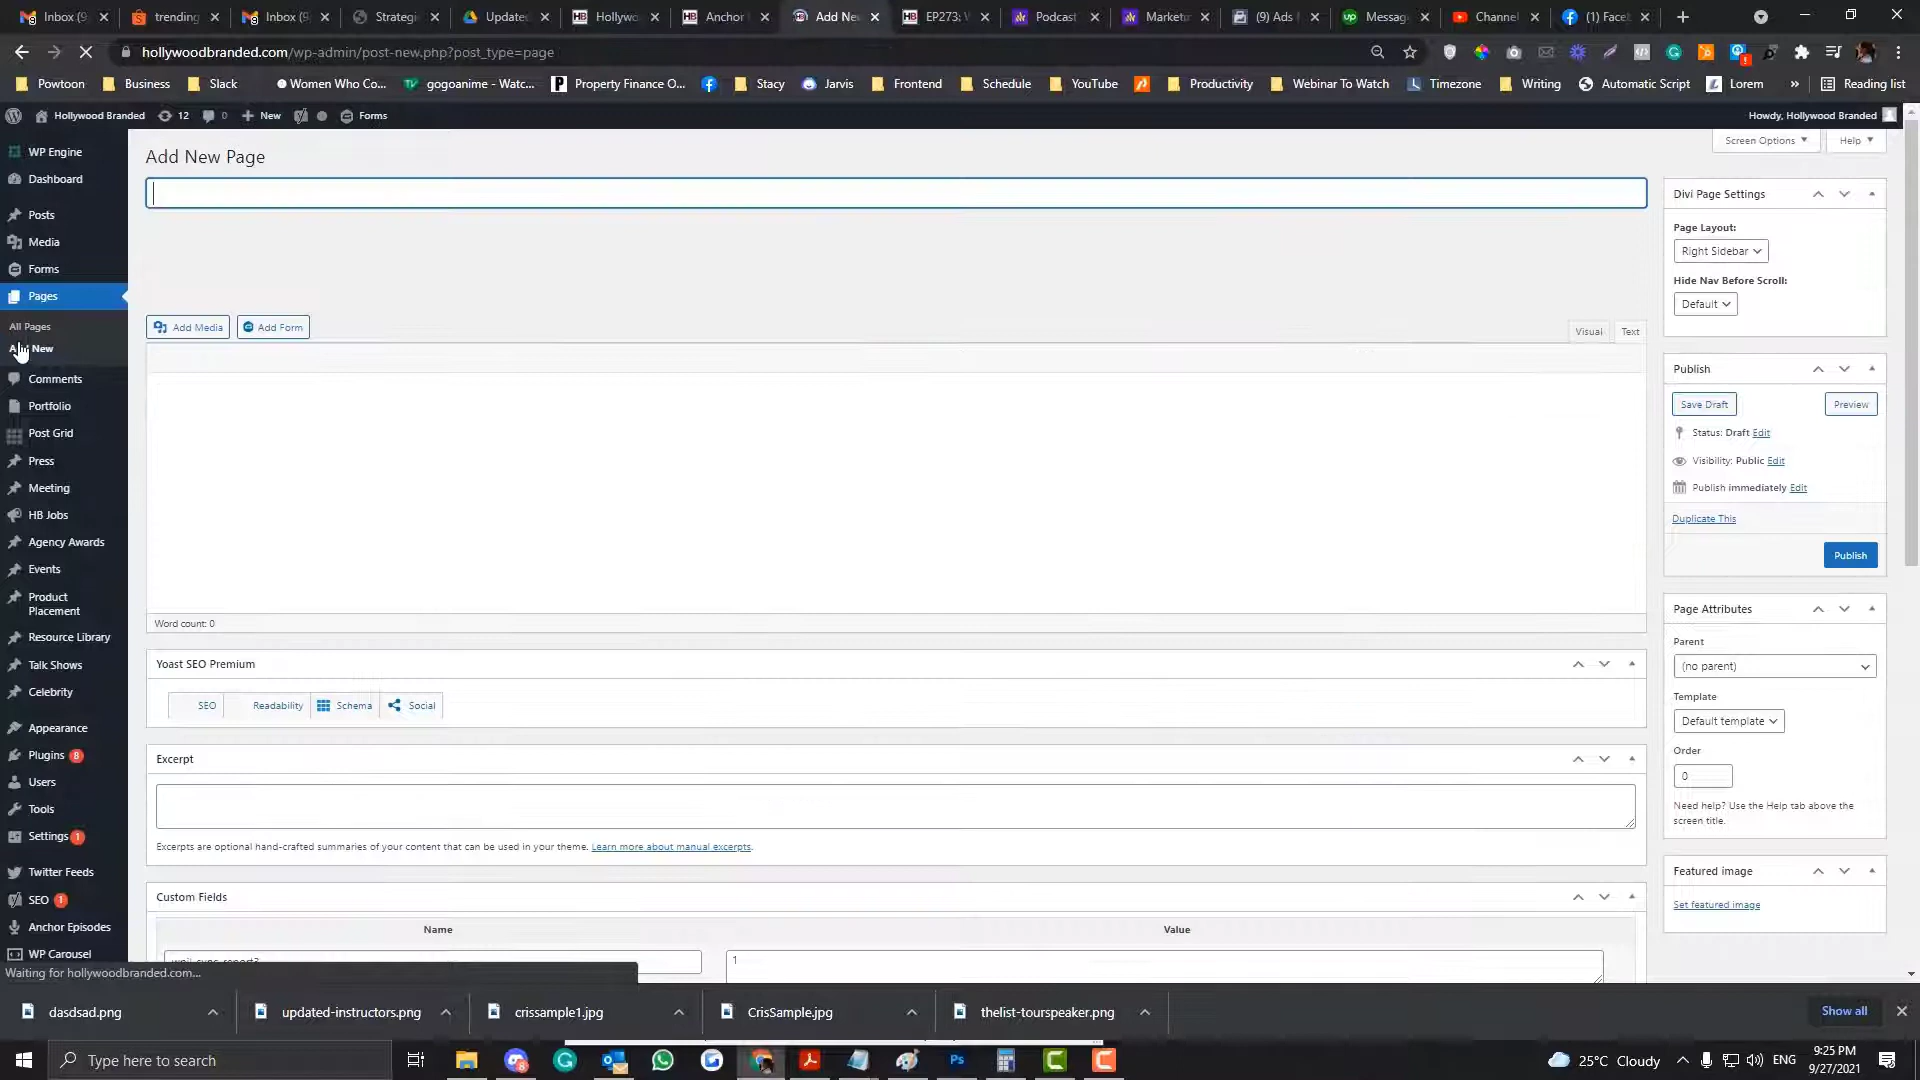 Inbox (9
trending
Inbox (9
Strategi
Update
Hollywo
Anchor
Add Ne
EP273: V
Podcast
Market
(9) Ads
Messag
Channel
(1) Face
hollywoodbranded.com/wp-admin/post-new.php?post_type=page
Powtoon
Business
Slack
Women Who Co...
gogoanime - Watc...
Property Finance O...
Stacy
Jarvis
Frontend
Schedule
YouTube
Productivity
Webinar To Watch
Timezone
Writing
Automatic Script
Lorem
»
Reading list
Hollywood Branded
12
0
New
Forms
Howdy, Hollywood Branded
WP Engine
Dashboard
Posts
Media
Forms
Pages
All Pages
New
Comments
Portfolio
Post Grid
Press
Meeting
HB Jobs
Agency Awards
Events
Product
Placement
Resource Library
Talk Shows
Celebrity
Appearance
Plugins 8
Users
Tools
Settings 1
Twitter Feeds
SEO 1
Anchor Episodes
WP Carousel
Add New Page
Screen Options
Help
Add Media
Add Form
Visual
Text
Word count: 0
Yoast SEO Premium
SEO
Readability
Schema
Social
Excerpt
Excerpts are optional hand-crafted summaries of your content that can be used in your theme. Learn more about manual excerpts.
Custom Fields
Name
Value
1
Divi Page Settings
Page Layout:
Right Sidebar
Hide Nav Before Scroll:
Default
Publish
Save Draft
Preview
Status: Draft Edit
Visibility: Public Edit
Publish immediately Edit
Duplicate This
Publish
Page Attributes
Parent
(no parent)
Template
Default template
Order
0
Need help? Use the Help tab above the
screen title.
Featured image
Set featured image
Waiting for hollywoodbranded.com...
dasdsad.png
updated-instructors.png
crissample1.jpg
CrisSample.jpg
thelist-tourspeaker.png
Show all
Type here to search
Ps
25°C Cloudy
ENG
9:25 PM
9/27/2021